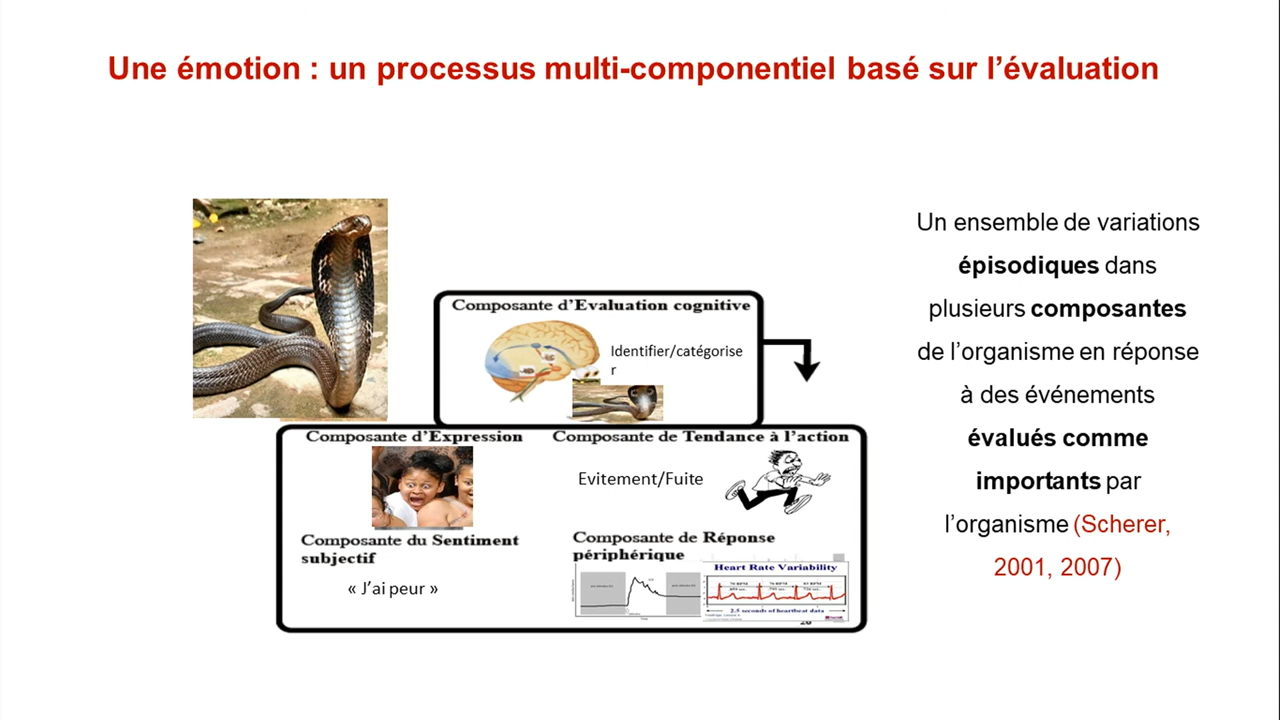 Une émotion : un processus multi-componentiel basé sur l’évaluation
Composante d’Evaluation cognitive
Identifier/catégorise
r
Composante d’Expression
Composante de Tendance à l’action
Evitement/Fuite
Composante du Sentiment
subjectif
« J’ai peur »
Composante de Réponse
périphérique
Heart Rate Variability
2.5 seconds of heartbeat data
Un ensemble de variations
épisodiques dans
plusieurs composantes
de l’organisme en réponse
à des événements
évalués comme
importants par
l’organisme (Scherer,
2001, 2007)